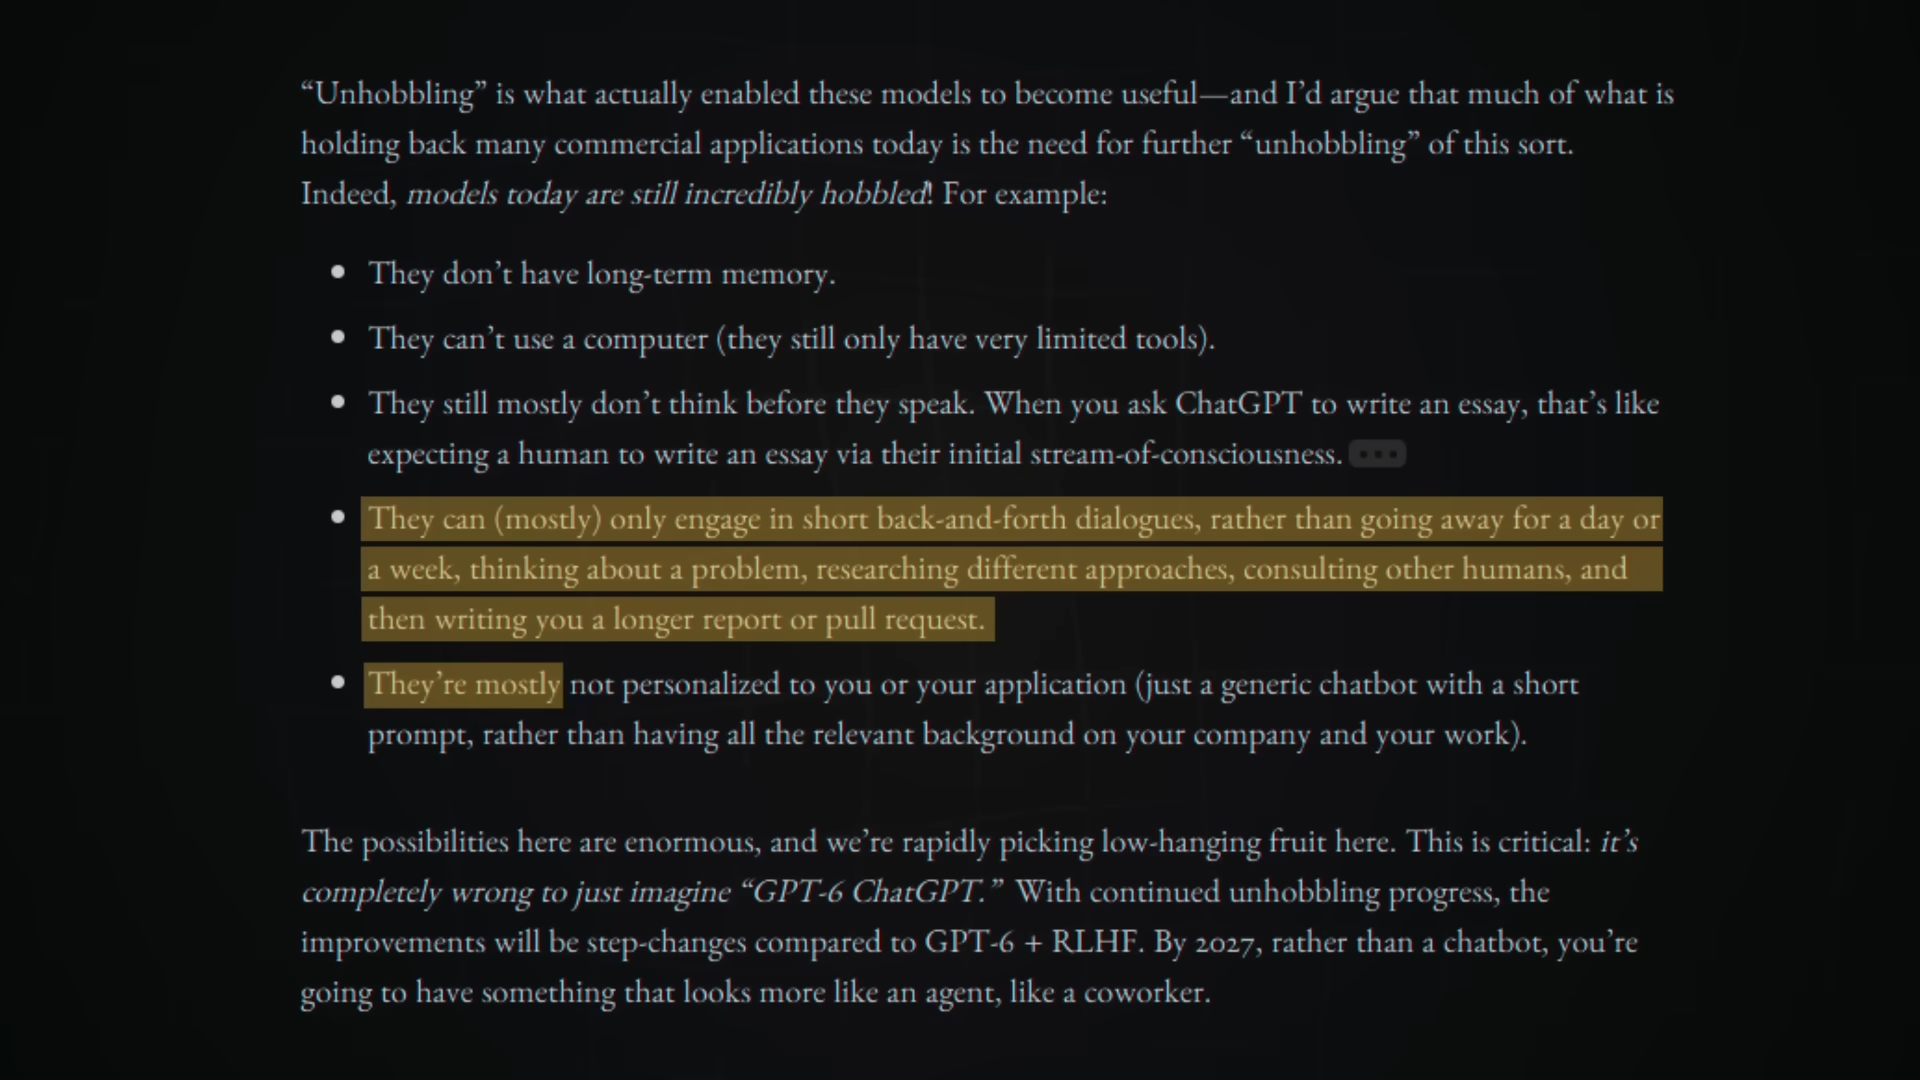 “Unhobbling” is what actually enabled these models to become useful—and I’d argue that much of what is
holding back many commercial applications today is the need for further “unhobbling” of this sort.
Indeed, models today are still incredibly hobbled! For example:
• They don’t have long-term memory.
• They can’t use a computer (they still only have very limited tools).
• They still mostly don’t think before they speak. When you ask ChatGPT to write an essay, that’s like
expecting a human to write an essay via their initial stream-of-consciousness. •••
• They can (mostly) only engage in short back-and-forth dialogues, rather than going away for a day or
a week, thinking about a problem, researching different approaches, consulting other humans, and
then writing you a longer report or pull request.
• They’re mostly not personalized to you or your application (just a generic chatbot with a short
prompt, rather than having all the relevant background on your company and your work).
The possibilities here are enormous, and we’re rapidly picking low-hanging fruit here. This is critical: it’s
completely wrong to just imagine “GPT-6 ChatGPT.” With continued unhobbling progress, the
improvements will be step-changes compared to GPT-6 + RLHF. By 2027, rather than a chatbot, you’re
going to have something that looks more like an agent, like a coworker.